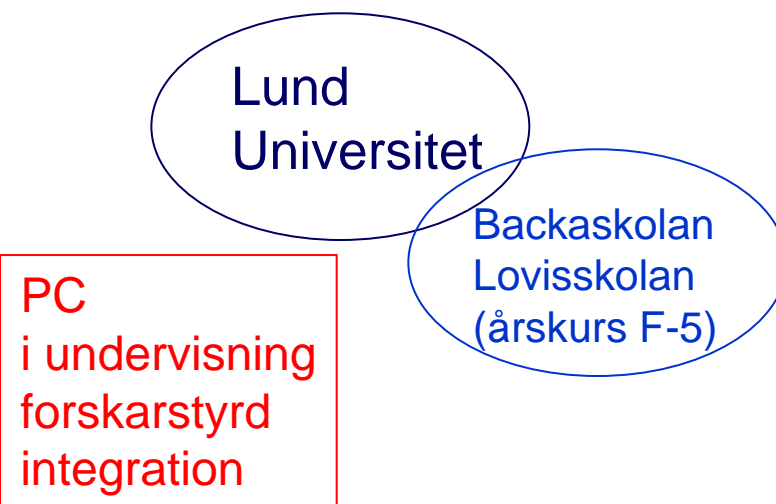 Lund
Universitet
Backaskolan
Lovisskolan
(årskurs F-5)
PC
i undervisning
forskarstyrd
integration